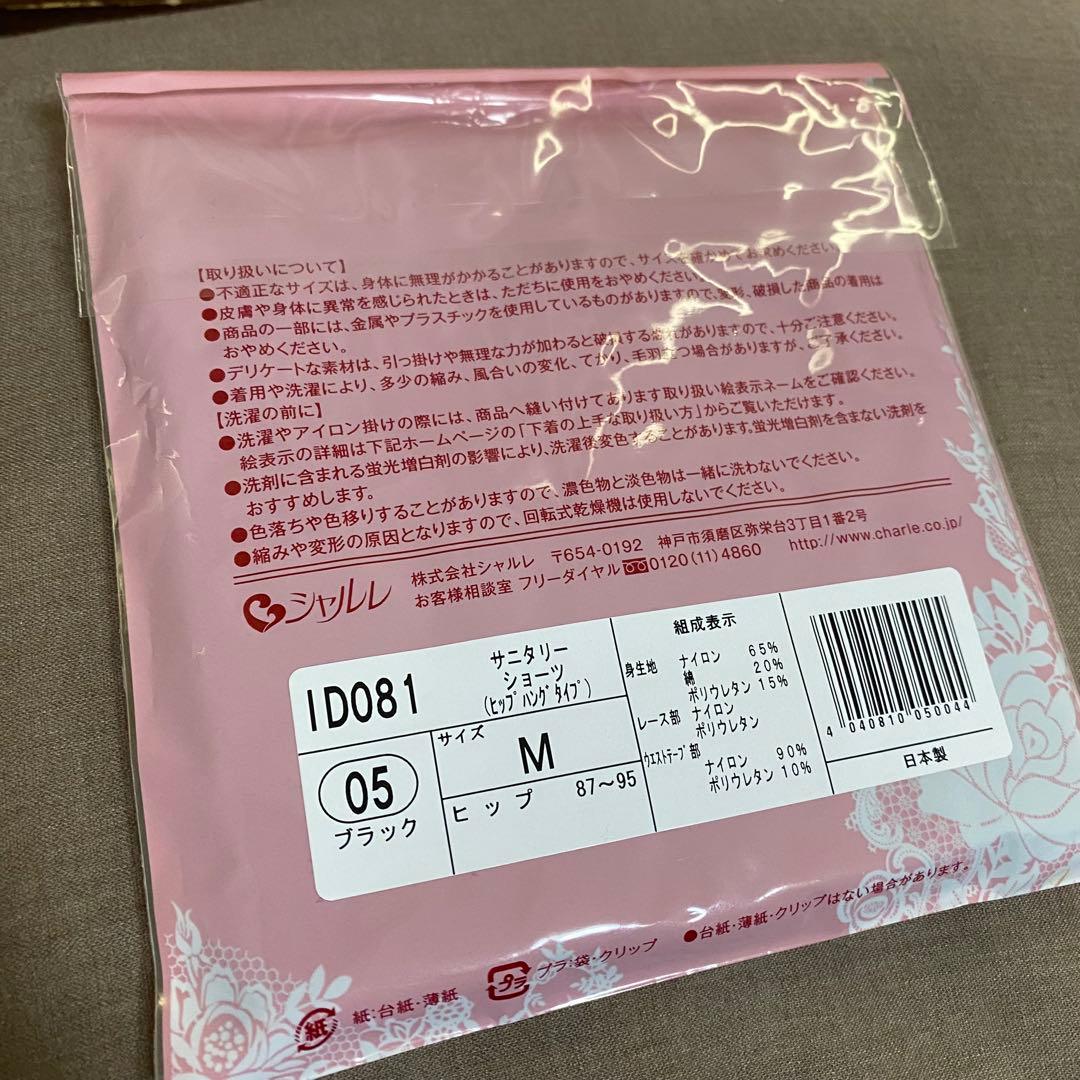 【取り扱いについて】
●不適正なサイズは、身体に無理がかかることがありますので、サイズを確かめてお求めください。
●皮膚や身体に異常を感じられたときは、ただちに使用をおやめください。
●商品の一部には、金属やプラスチックを使用しているものがありますので、変形、破損した商品の着用は
おやめください。
●デリケートな素材は、引っ掛けや無理な力が加わると破損する恐れがありますので、十分ご注意ください。
●着用や洗濯により、多少の縮み、風合いの変化、てかり、毛羽立つ場合がありますが、ご了承ください。
【洗濯の前に】
●洗濯やアイロン掛けの際には、商品へ縫い付けてあります取り扱い絵表示ネームをご確認ください。
絵表示の詳細は下記ホームページの「下着の上手な取り扱い方」からご覧いただけます。
●洗剤に含まれる蛍光増白剤の影響により、洗濯後変色することがあります。蛍光増白剤を含まない洗剤を
おすすめします。
●色落ちや色移りすることがありますので、濃色物と淡色物は一緒に洗わないでください。
●縮みや変形の原因となりますので、回転式乾燥機は使用しないでください。
シャルレ
株式会社シャルレ 〒654-0192 神戸市須磨区弥栄台3丁目1番2号
お客様相談室 フリーダイヤル 0120(11)4860 http://www.charle.co.jp/
ID081
サニタリー
ショーツ
(ヒップハングタイプ)
05
ブラック
サイズ
M
ヒップ 87〜95
組成表示
身生地 ナイロン 65%
綿 20%
ポリウレタン 15%
レース部 ナイロン
ポリウレタン
ウエストテープ部
ナイロン 90%
ポリウレタン 10%
4 040810 050044
日本製
紙 紙:台紙・薄紙
プラ プラ:袋・クリップ
●台紙・薄紙・クリップはない場合があります。